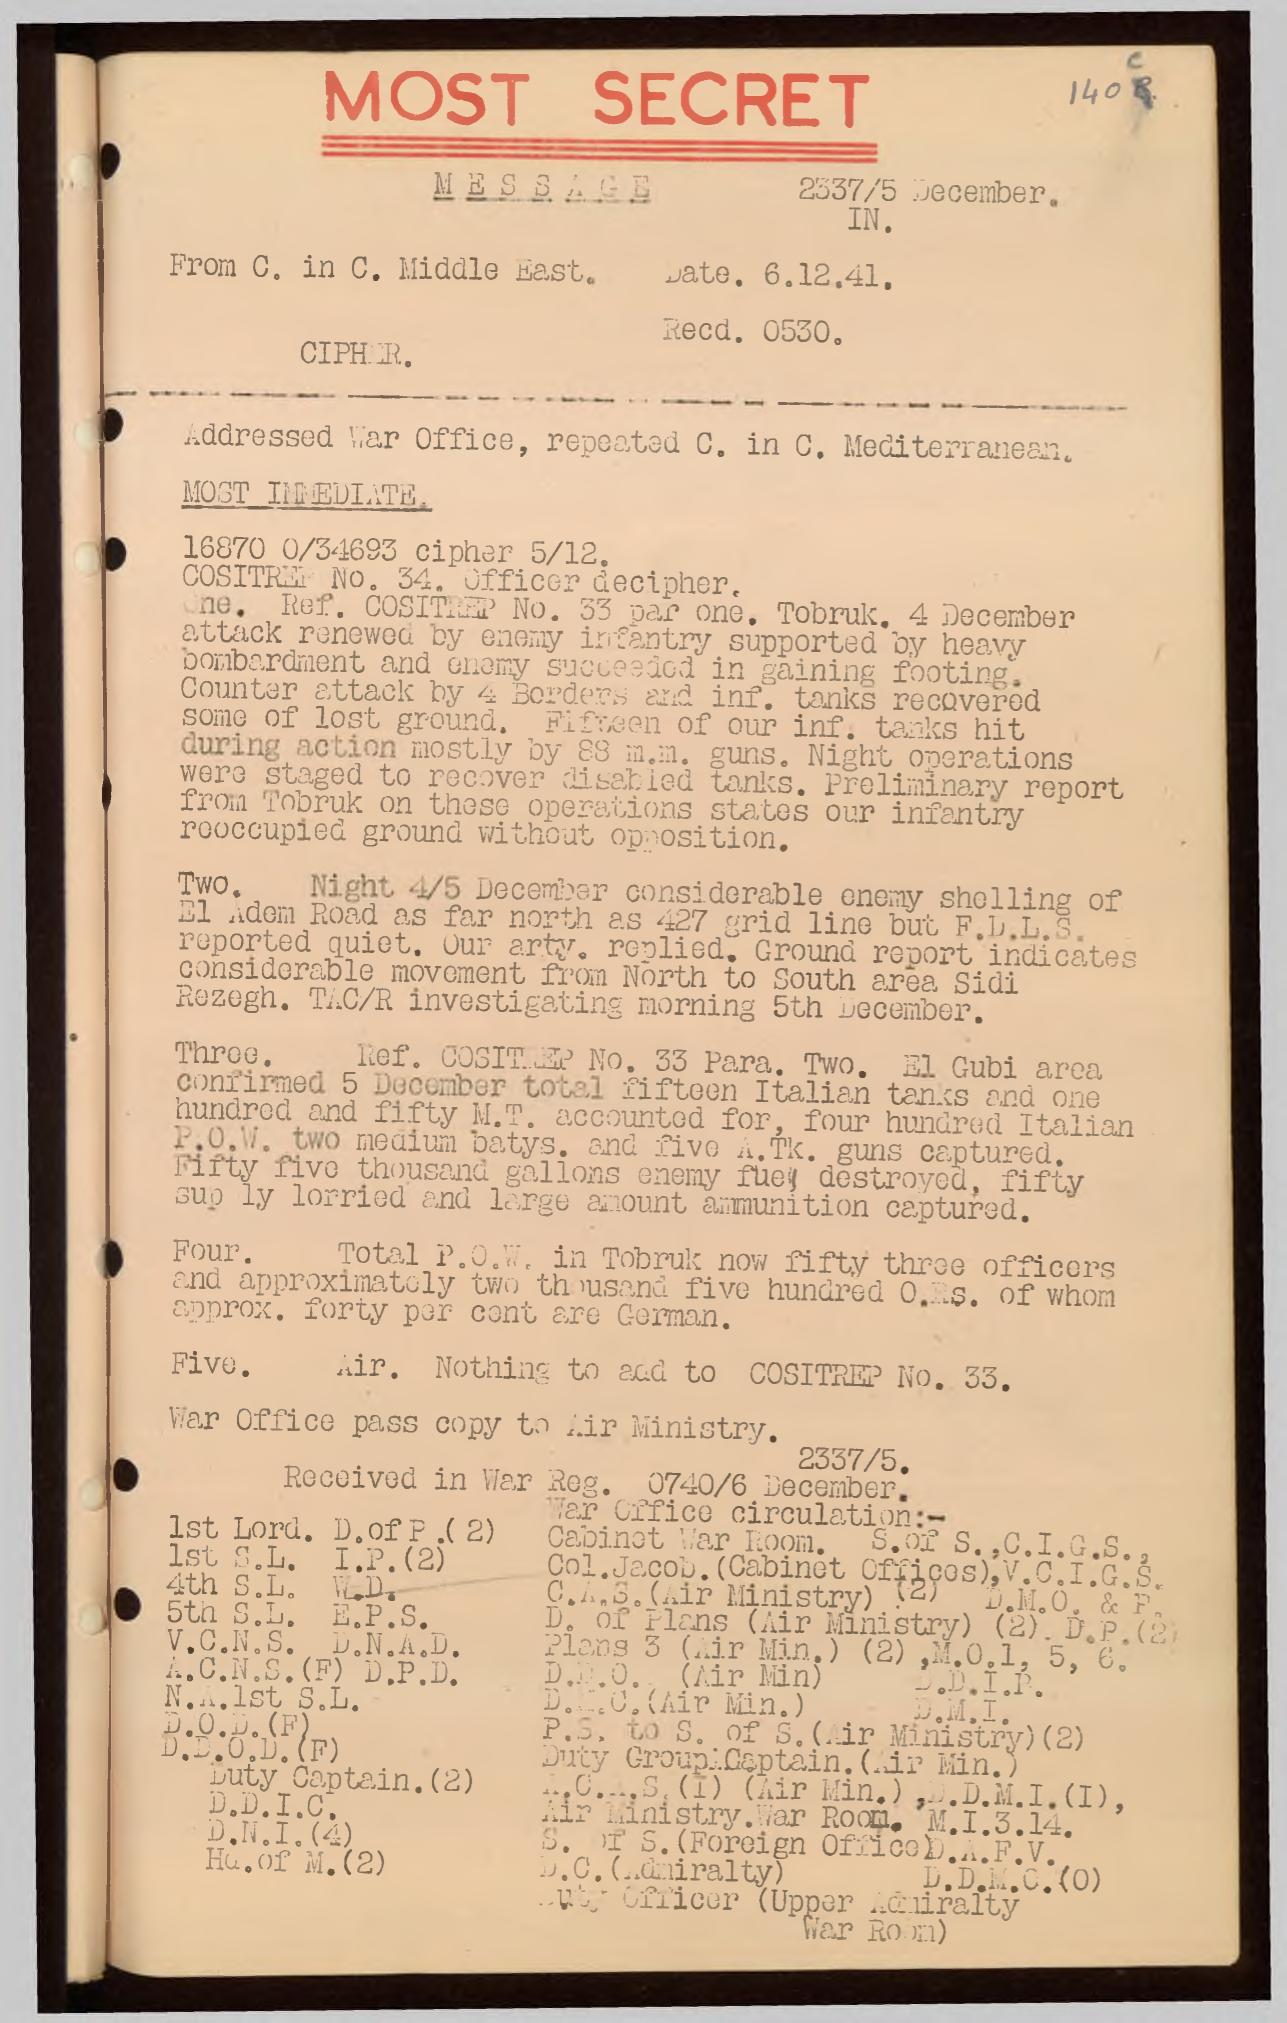 MOST SECRET
140
C
MESSAGE
2337/5 December.
IN.
From C. in C. Middle East.
Date. 6.12.41.
Recd. 0530.
CIPHER.
Addressed War Office, repeated C. in C. Mediterranean.
MOST IMMEDIATE.
16870 O/34693 cipher 5/12.
COSITREP No. 34. Officer decipher.
One. Ref. COSITREP No. 33 par one. Tobruk. 4 December
attack renewed by enemy infantry supported by heavy
bombardment and enemy succeeded in gaining footing.
Counter attack by 4 Borders and inf. tanks recovered
some of lost ground. Fifteen of our inf. tanks hit
during action mostly by 88 m.m. guns. Night operations
were staged to recover disabled tanks. Preliminary report
from Tobruk on these operations states our infantry
reoccupied ground without opposition.
Two. Night 4/5 December considerable enemy shelling of
El Adem Road as far north as 427 grid line but F.D.L.S.
reported quiet. Our arty. replied. Ground report indicates
considerable movement from North to South area Sidi
Rezegh. TAC/R investigating morning 5th December.
Three. Ref. COSITREP No. 33 Para. Two. El Gubi area
confirmed 5 December total fifteen Italian tanks and one
hundred and fifty M.T. accounted for, four hundred Italian
P.O.W. two medium batys. and five A.Tk. guns captured.
Fifty five thousand gallons enemy fuel destroyed, fifty
sup ly lorried and large amount ammunition captured.
Four. Total P.O.W. in Tobruk now fifty three officers
and approximately two thousand five hundred O.Rs. of whom
approx. forty per cent are German.
Five. Air. Nothing to add to COSITREP No. 33.
War Office pass copy to Air Ministry.
2337/5.
Received in War Reg. 0740/6 December.
War Office circulation:-
1st Lord. D.of P.(2) Cabinet War Room. S.of S.,C.I.G.S.,
1st S.L. I.P.(2) Col.Jacob.(Cabinet Offices),V.C.I.G.S.
4th S.L. W.D. C.A.S.(Air Ministry) (2) D.M.O. & P.
5th S.L. E.P.S. D. of Plans (Air Ministry) (2). D.P.(2)
V.C.N.S. D.N.A.D. Plans 3 (Air Min.) (2) ,M.O.1, 5, 6.
A.C.N.S.(F) D.P.D. (Air Min) D.D.I.P.
N.A.1st S.L. (Air Min.) D.M.I.
D.O.D.(F) P.S. to S. of S.(Air Ministry)(2)
D.D.O.D.(F) Duty Group Captain.(Air Min.)
Duty Captain.(2) A.C.A.S.(I) (Air Min.) ,D.D.M.I.(I),
D.D.I.C. Air Ministry.War Room. M.I.3.14.
D.N.I.(4) S. of S.(Foreign Office)D.A.F.V.
Hd.of M.(2) D.C.(Admiralty) D.D.M.O.(O)
Duty Officer (Upper Admiralty
War Room)